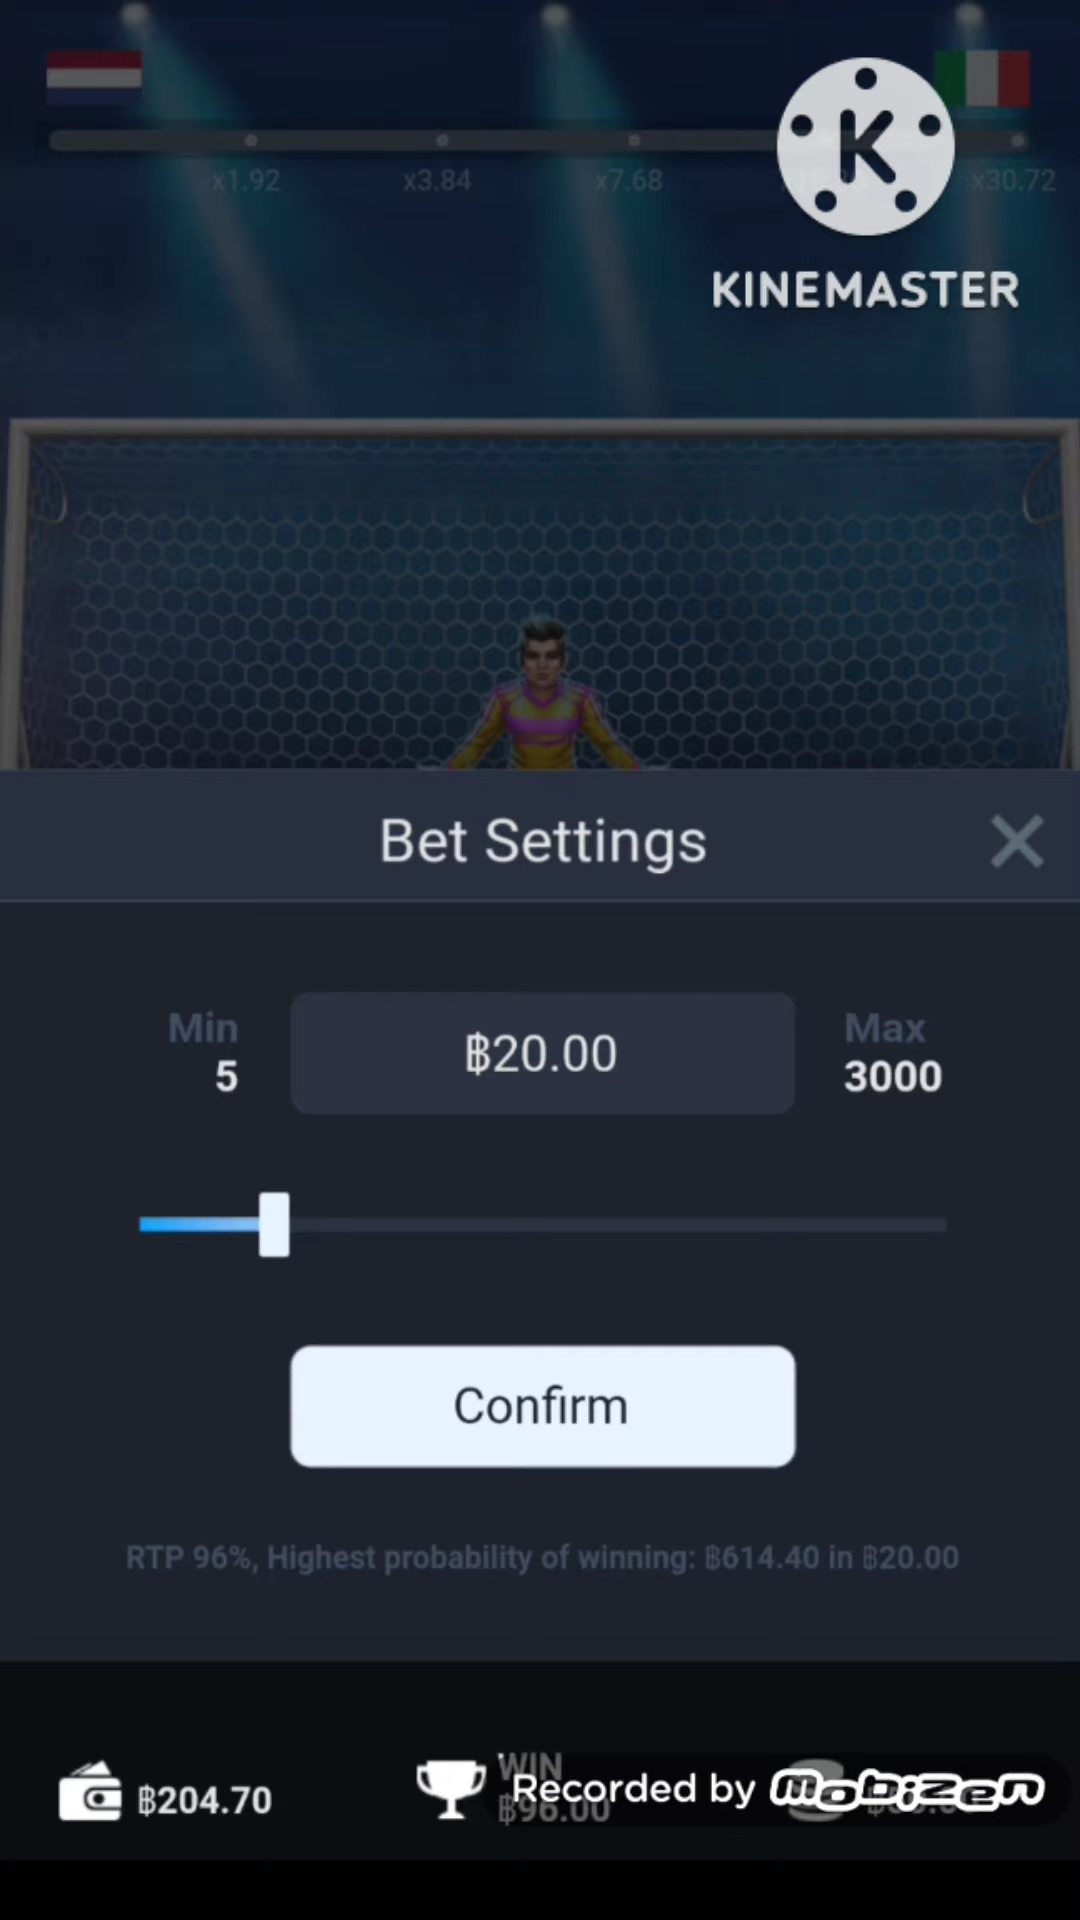 x1.92 x3.84 x7.68 x30.72
K
KINEMASTER
Bet Settings
Min
5
฿20.00
Max
3000
Confirm
RTP 96%, Highest probability of winning: ฿614.40 in ฿20.00
฿204.70
WIN
฿96.00
Recorded by mobizen